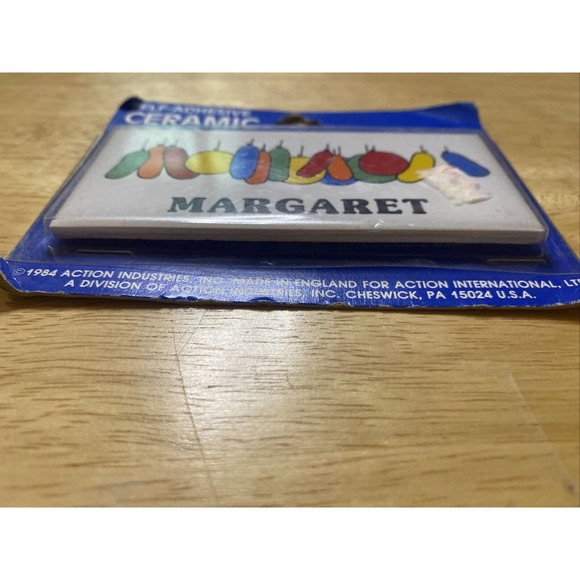 CERAMIC
MARGARET
©1984 ACTION INDUSTRIES, INC. MADE IN ENGLAND FOR ACTION INTERNATIONAL, LT
A DIVISION OF ACTION INDUSTRIES, INC. CHESWICK, PA 15024 U.S.A.